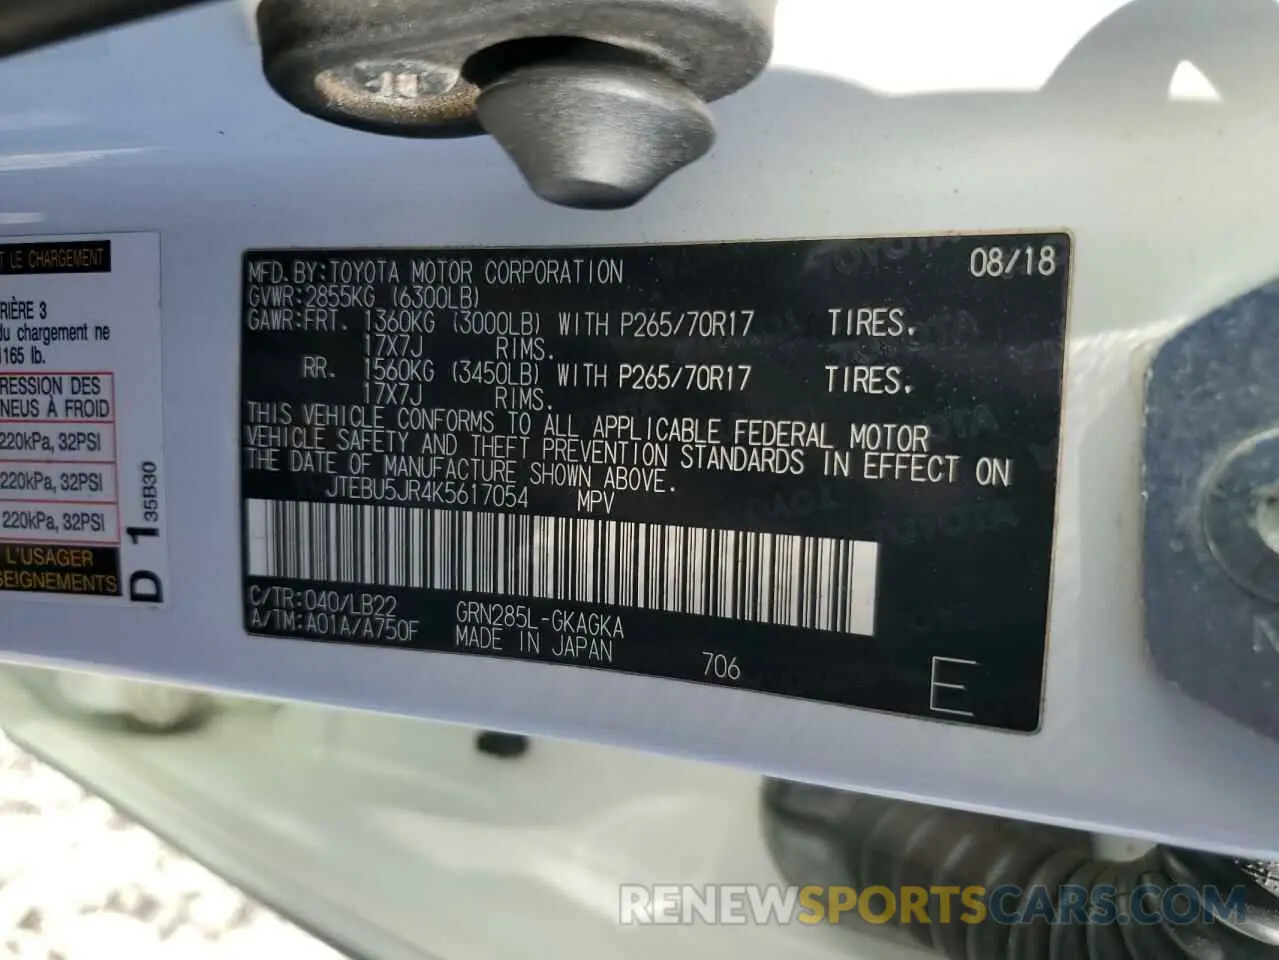 T LE CHARGEMENT
RIÈRE 3
du chargement ne
1165 lb.
RESSION DES
NEUS À FROID
220kPa, 32PSI
220kPa, 32PSI
220kPa, 32PSI
L'USAGER
SEIGNEMENTS
D 1 35B30
08/18
MFD.BY:TOYOTA MOTOR CORPORATION
GVWR:2855KG (6300LB)
GAWR:FRT. 1360KG (3000LB) WITH P265/70R17 TIRES.
17X7J RIMS.
RR. 1560KG (3450LB) WITH P265/70R17 TIRES.
17X7J RIMS.
THIS VEHICLE CONFORMS TO ALL APPLICABLE FEDERAL MOTOR
VEHICLE SAFETY AND THEFT PREVENTION STANDARDS IN EFFECT ON
THE DATE OF MANUFACTURE SHOWN ABOVE.
JTEBU5JR4K5617054 MPV
C/TR:040/LB22 GRN285L-GKAGKA
A/TM:A01A/A750F MADE IN JAPAN
706
E
RENEWSPORTSCARS.COM